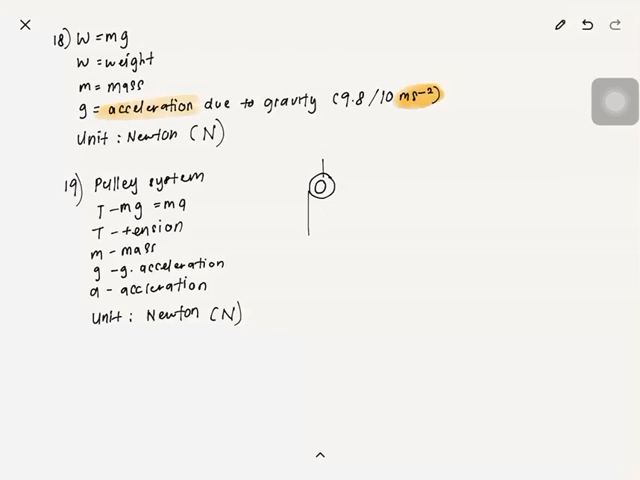 18) W = mg
W = weight
m = mass
g = acceleration due to gravity (9.8/10 ms⁻²)
Unit : Newton (N)
19) Pulley system
T - mg = ma
T - tension
m - mass
g - g. acceleration
a - acceleration
Unit : Newton (N)